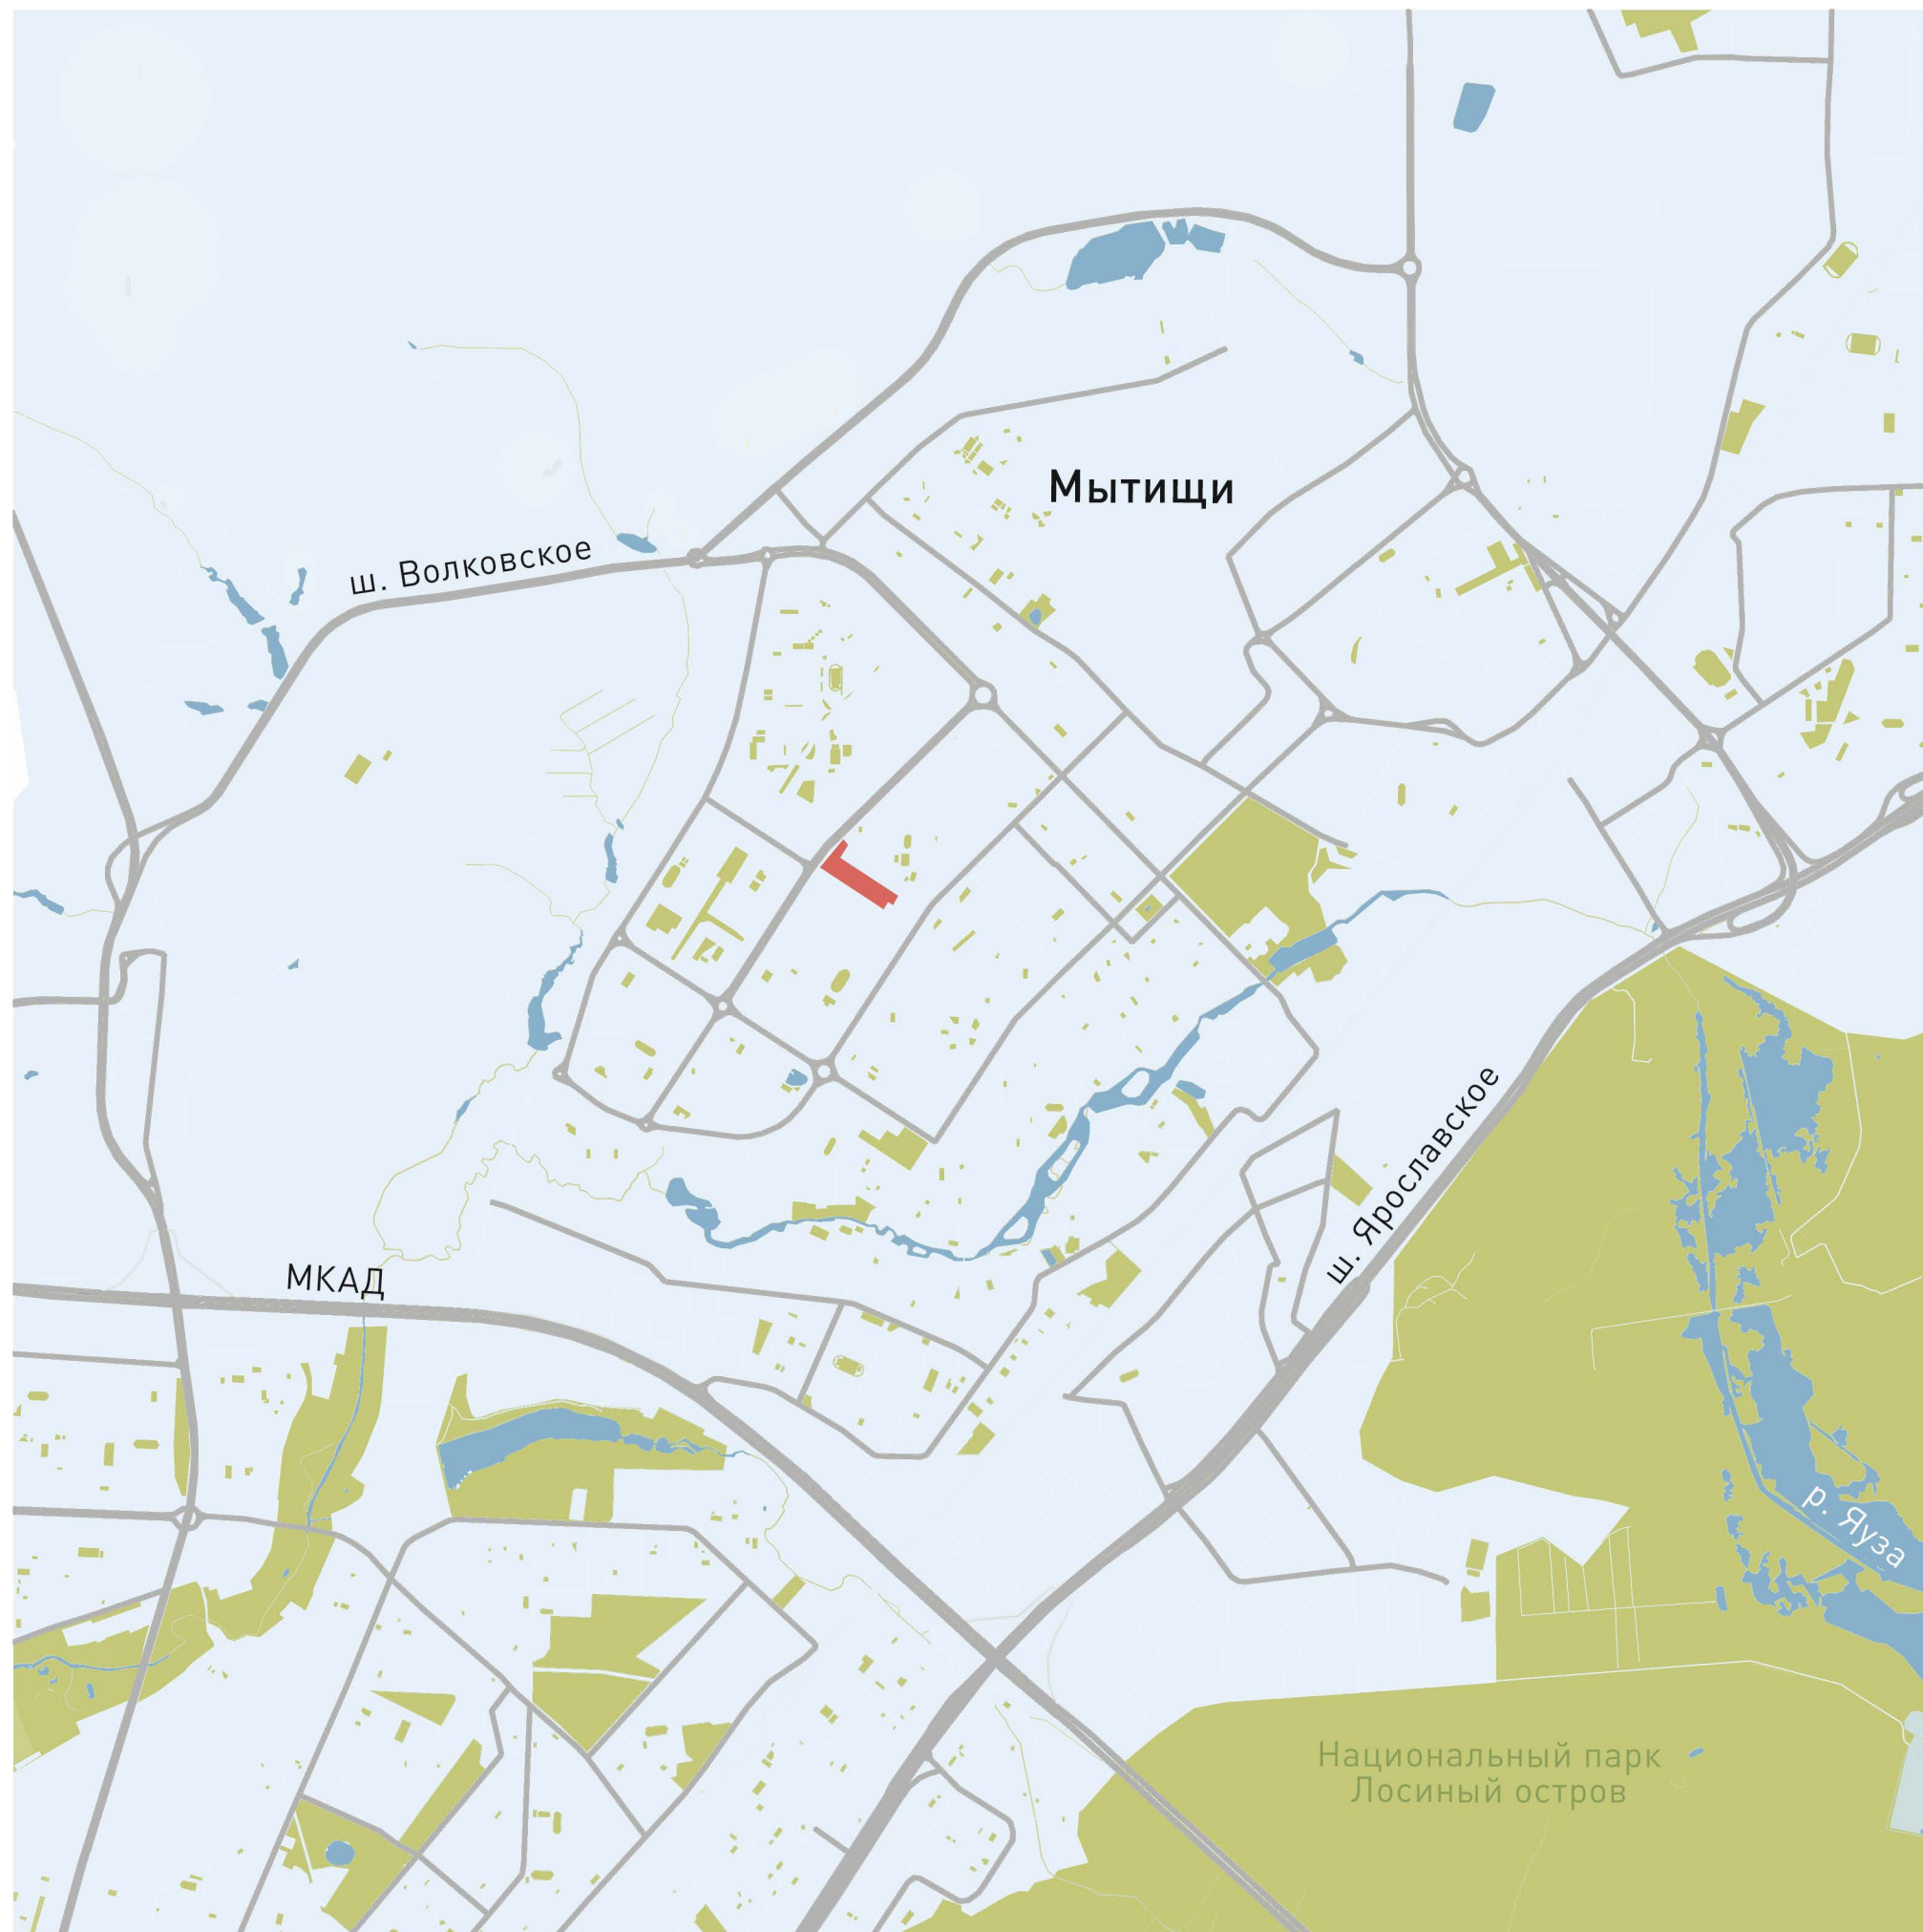 Мытищи
ш. Волковское
ш. Ярославское
МКАД
р. Яуза
Национальный парк
Лосиный остров